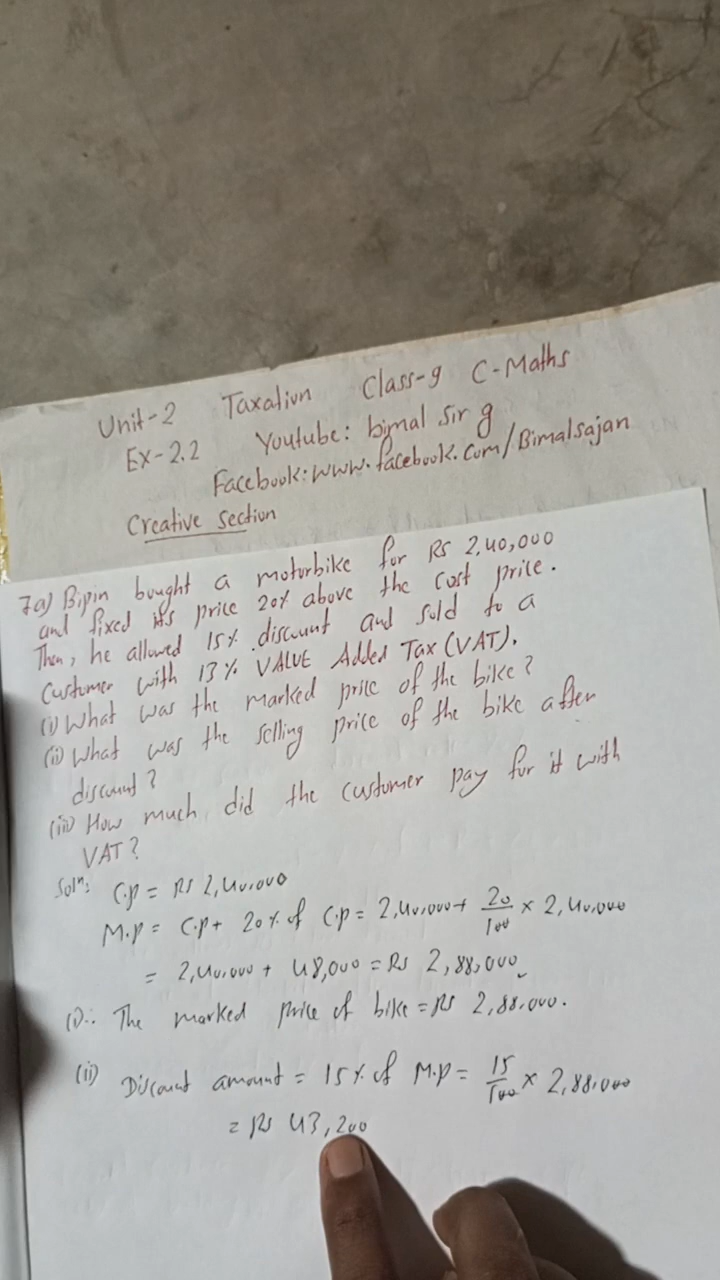 Unit-2 Taxation Class-9 C-Maths
Ex-2.2 Youtube: bimal sir g
Facebook: www.facebook.com/Bimalsajan
Creative section
7a) Bipin bought a motorbike for RS 2,40,000
and fixed its price 20% above the cost price.
Then, he allowed 15% discount and sold to a
customer with 13% VALUE Added Tax (VAT).
(i) What was the marked price of the bike?
(ii) What was the selling price of the bike after
discount?
(iii) How much did the customer pay for it with
VAT?
Solⁿ: C.p = RS 2,40,000
M.p = C.p + 20% of C.p = 2,40,000 + 20/100 × 2,40,000
= 2,40,000 + 48,000 = Rs 2,88,000
(i) ∴ The marked price of bike = Rs 2,88,000.
(ii) Discount amount = 15% of M.p = 15/100 × 2,88,000
= Rs 43,200